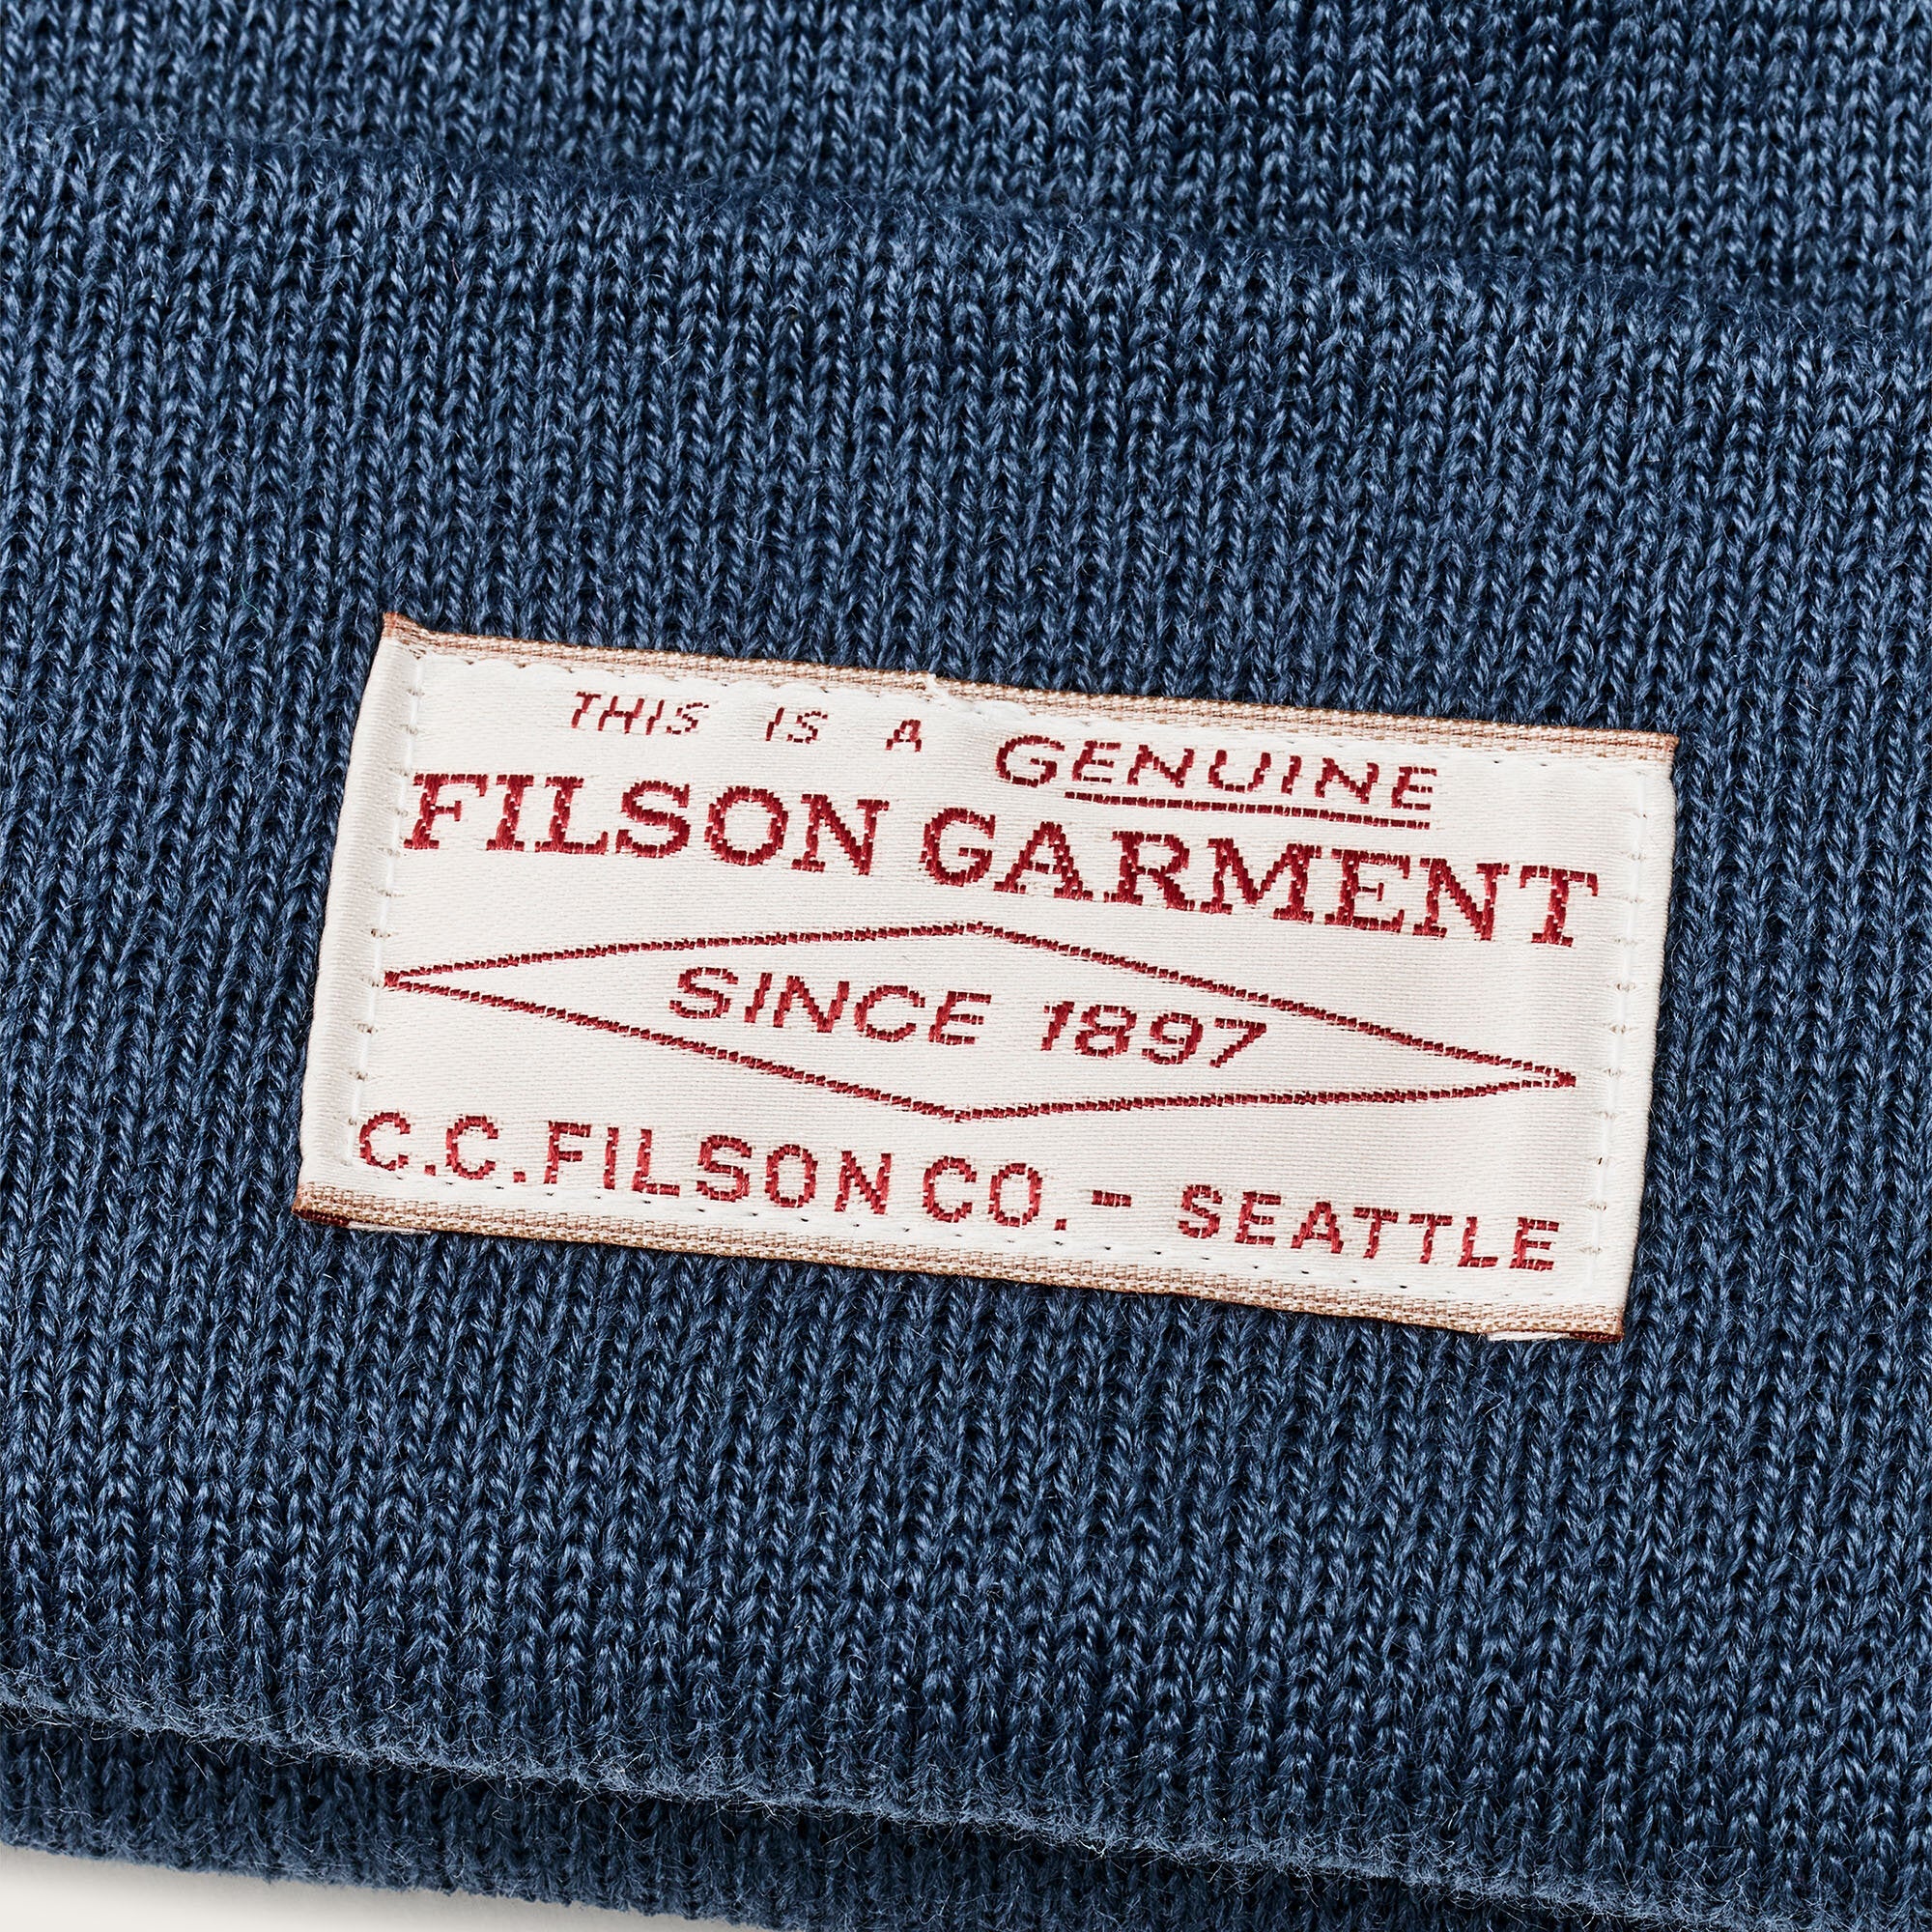 THIS IS A GENUINE
FILSON GARMENT
SINCE 1897
C.C. FILSON CO. - SEATTLE